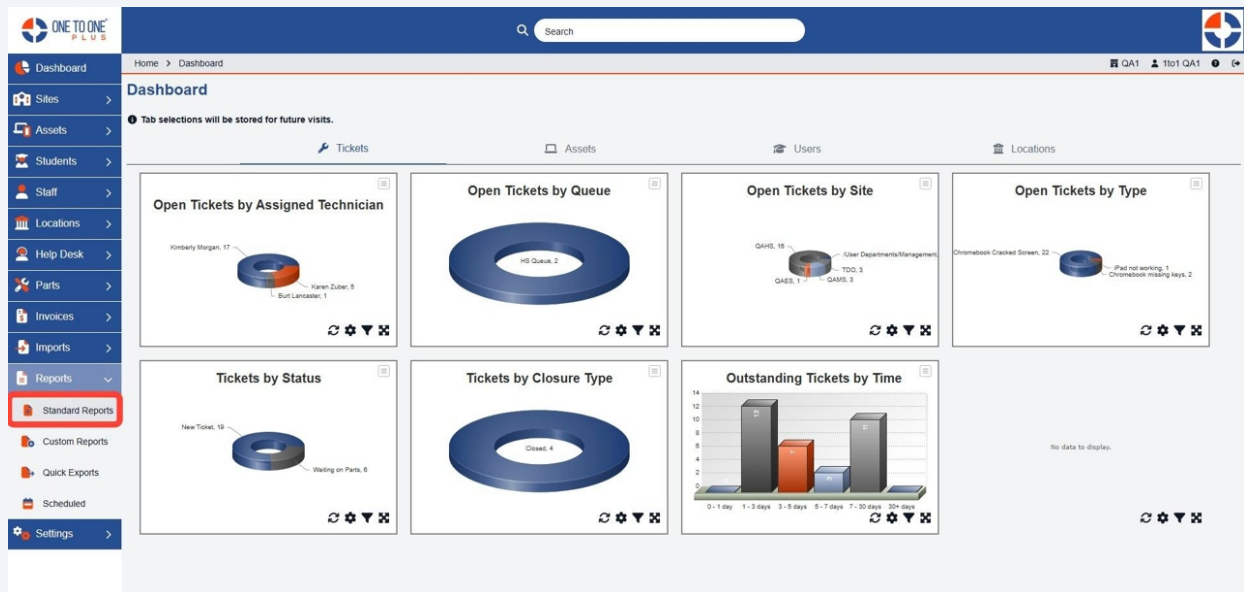 ONE TO ONE
PLUS
Search
Dashboard
Sites
Assets
Students
Staff
Locations
Help Desk
Parts
Invoices
Imports
Reports
Standard Reports
Custom Reports
Quick Exports
Scheduled
Settings
Home > Dashboard
QA1 1to1 QA1
Dashboard
Tab selections will be stored for future visits.
Tickets
Assets
Users
Locations
Open Tickets by Assigned Technician
Kimberly Morgan, 17
Karen Zuber, 5
Burt Lancaster, 1
Open Tickets by Queue
HS Queue, 2
Open Tickets by Site
QAHS, 16
/User Departments/Management,
TDO, 3
QAMS, 3
QAES, 1
Open Tickets by Type
Chromebook Cracked Screen, 22
iPad not working, 1
Chromebook missing keys, 2
Tickets by Status
New Ticket, 19
Waiting on Parts, 6
Tickets by Closure Type
Closed, 4
Outstanding Tickets by Time
14
12
10
8
6
4
2
0
0 - 1 day 1 - 3 days 3 - 5 days 5 - 7 days 7 - 30 days 30+ days
No data to display.